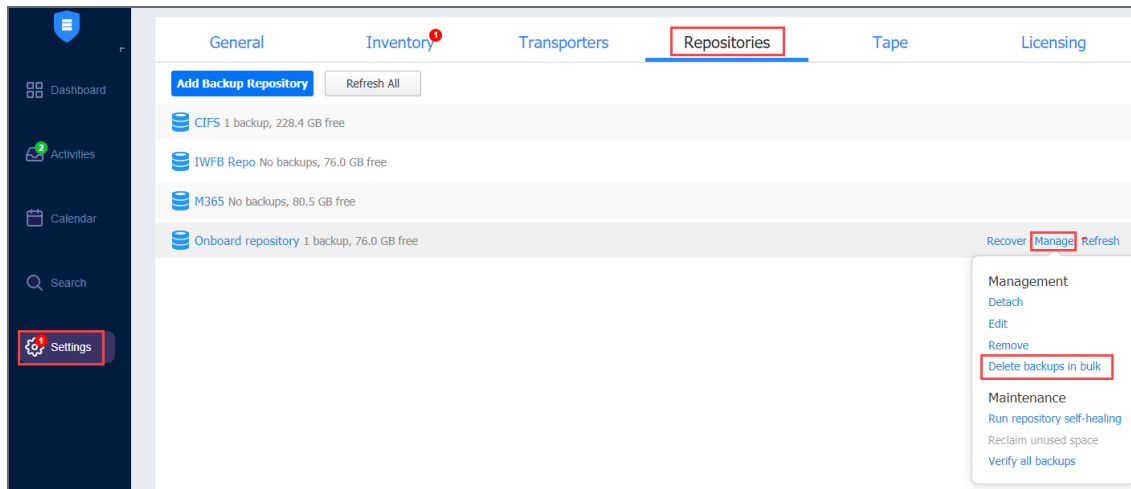 General Inventory 1 Transporters Repositories Tape Licensing
Add Backup Repository Refresh All
Dashboard
CIFS 1 backup, 228.4 GB free
2
Activities
IWFB Repo No backups, 76.0 GB free
M365 No backups, 80.5 GB free
Calendar
Onboard repository 1 backup, 76.0 GB free Recover Manage Refresh
Search
Management
Detach
Edit
Remove
1
Settings
Delete backups in bulk
Maintenance
Run repository self-healing
Reclaim unused space
Verify all backups